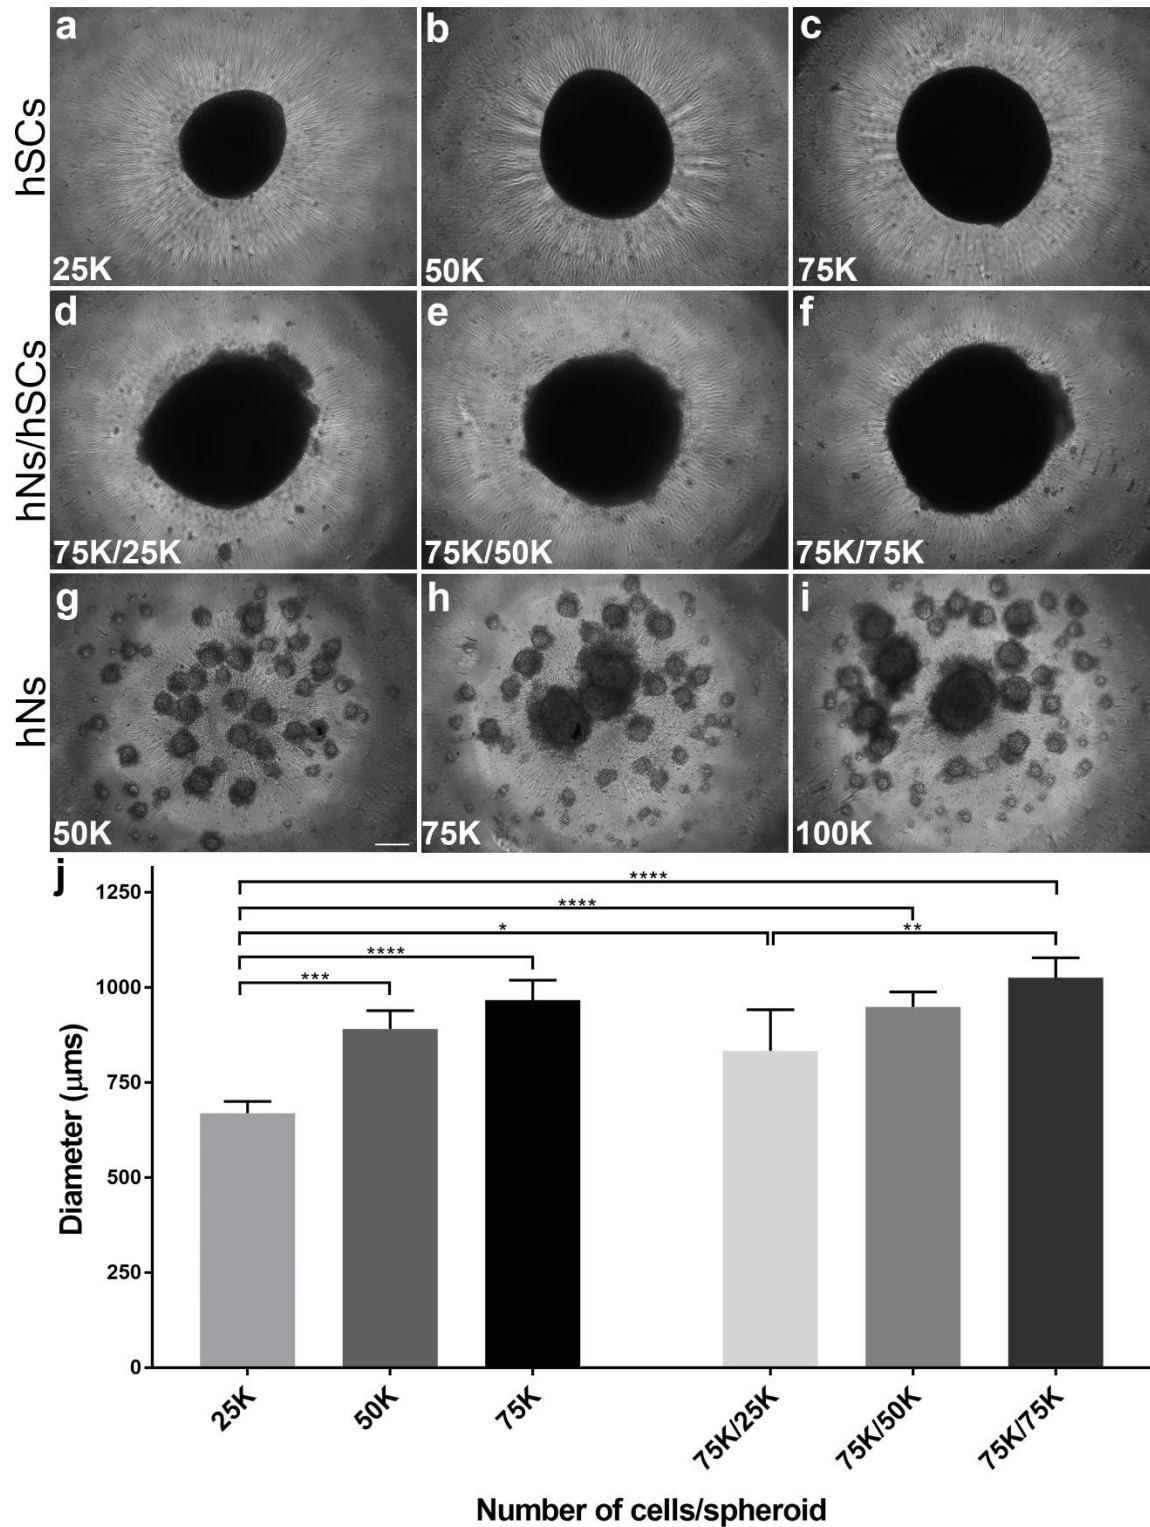 a
b
c
hSCs
25K
50K
75K
d
e
f
hNs/hSCs
75K/25K
75K/50K
75K/75K
g
h
i
hNs
50K
75K
100K
j
1250
1000
750
500
250
0
Diameter (μms)
****
****
*
**
****
***
25K
50K
75K
75K/25K
75K/50K
75K/75K
Number of cells/spheroid